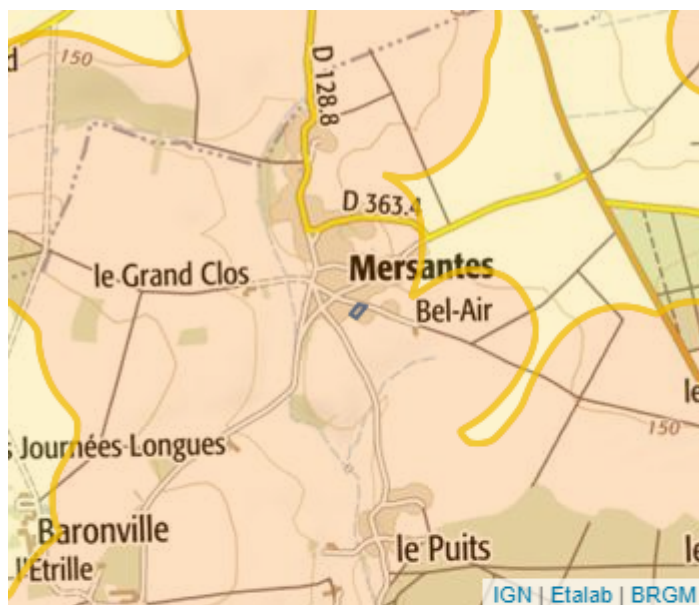 150
D 128.8
D 363.4
Mersantes
le Grand Clos
Bel-Air
150
Journées-Longues
Baronville
l'Etrille
le Puits
IGN | Etalab | BRGM